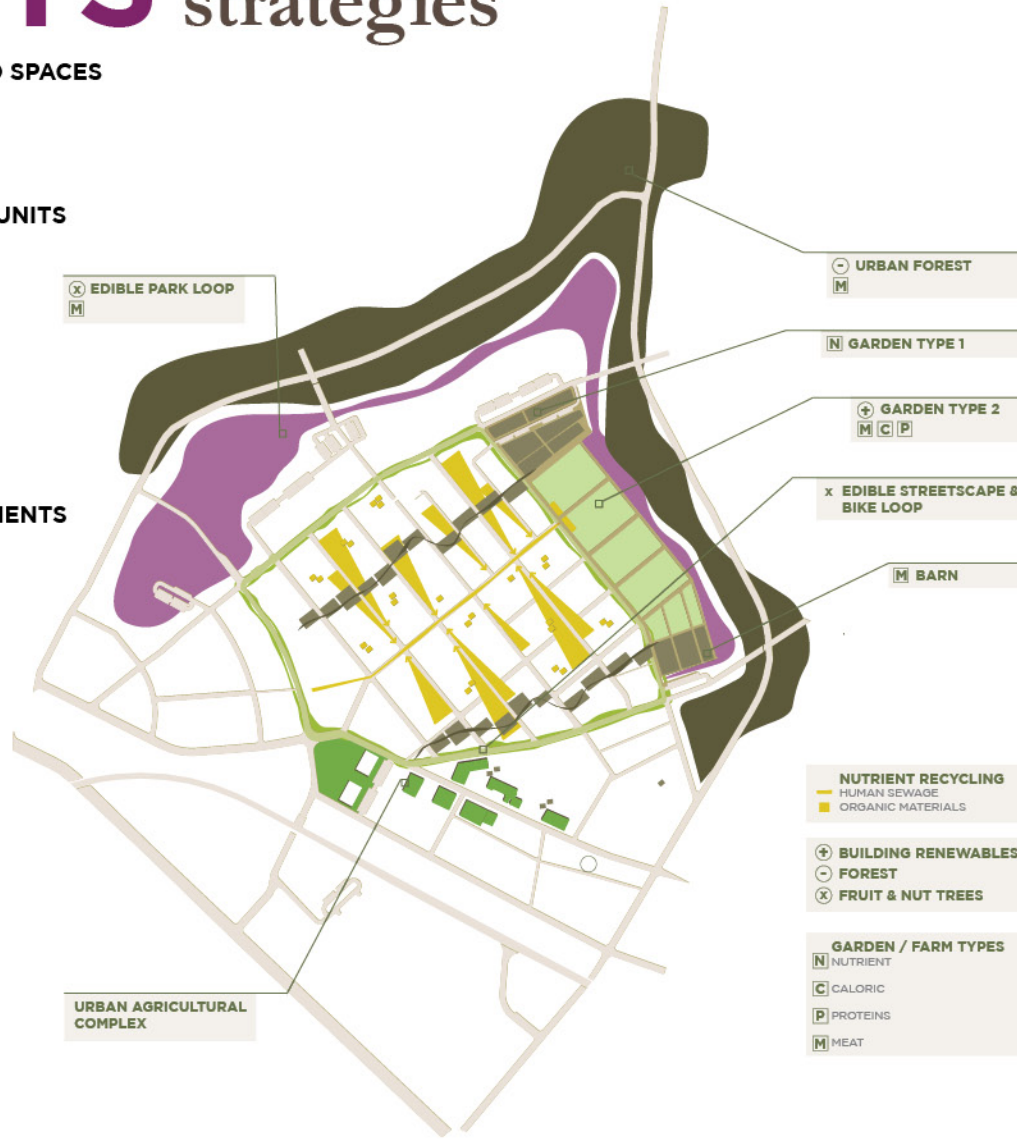 TS strategies
D SPACES
UNITS
MENTS
ⓧ EDIBLE PARK LOOP
M
⊖ URBAN FOREST
M
N GARDEN TYPE 1
⊕ GARDEN TYPE 2
M C P
x EDIBLE STREETSCAPE &
BIKE LOOP
M BARN
URBAN AGRICULTURAL
COMPLEX
NUTRIENT RECYCLING
HUMAN SEWAGE
ORGANIC MATERIALS
⊕ BUILDING RENEWABLES
⊖ FOREST
ⓧ FRUIT & NUT TREES
GARDEN / FARM TYPES
N NUTRIENT
C CALORIC
P PROTEINS
M MEAT